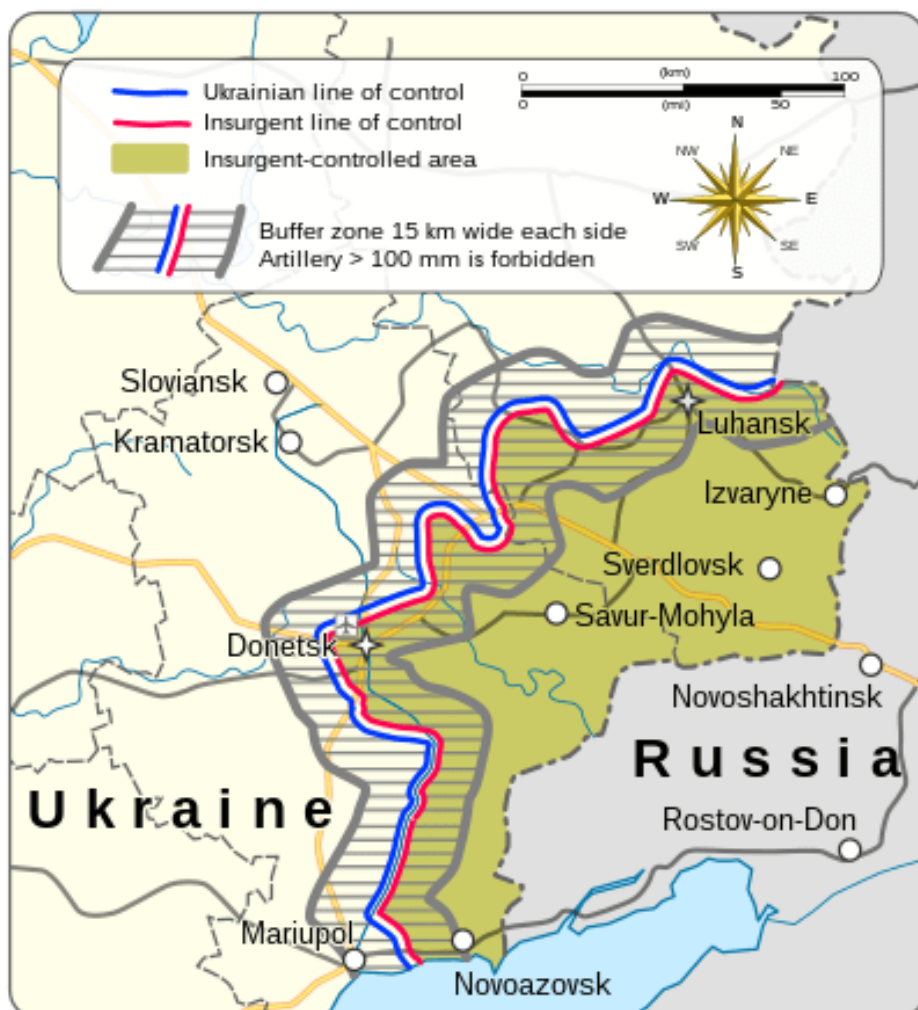 Ukrainian line of control
Insurgent line of control
Insurgent-controlled area
Buffer zone 15 km wide each side
Artillery > 100 mm is forbidden
0 (km) 100
0 (mi) 50
N
NW NE
W E
SW SE
S
Sloviansk
Kramatorsk
Luhansk
Izvaryne
Sverdlovsk
Savur-Mohyla
Donetsk
Novoshakhtinsk
Russia
Ukraine
Rostov-on-Don
Mariupol
Novoazovsk